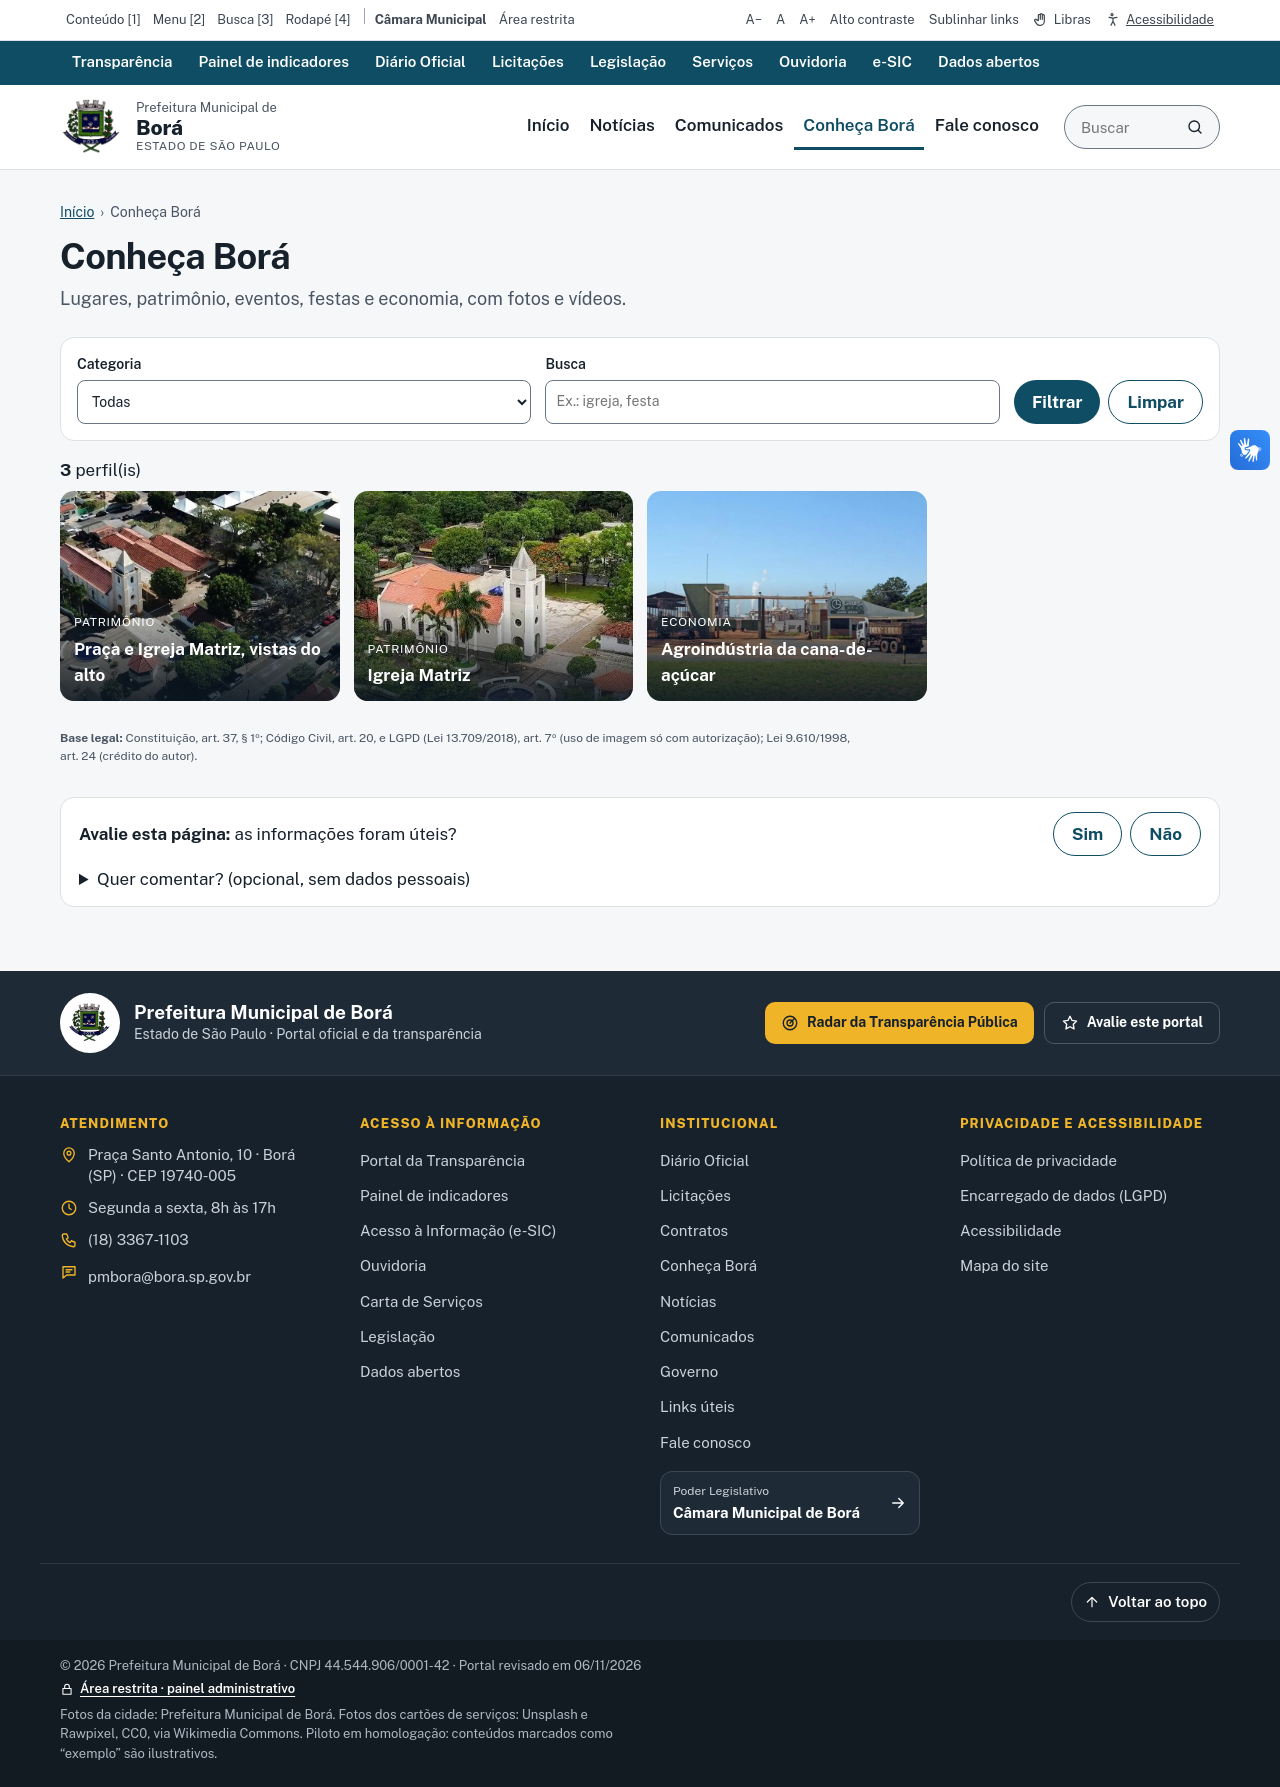 Conteúdo [1] Menu [2] Busca [3] Rodapé [4] Câmara Municipal Área restrita A− A A+ Alto contraste Sublinhar links Libras Acessibilidade
Transparência Painel de indicadores Diário Oficial Licitações Legislação Serviços Ouvidoria e-SIC Dados abertos
Prefeitura Municipal de
Borá
ESTADO DE SÃO PAULO
Início Notícias Comunicados Conheça Borá Fale conosco Buscar
Início › Conheça Borá
Conheça Borá
Lugares, patrimônio, eventos, festas e economia, com fotos e vídeos.
Categoria
Todas
Busca
Ex.: igreja, festa
Filtrar Limpar
3 perfil(is)
PATRIMÔNIO
Praça e Igreja Matriz, vistas do
alto
PATRIMÔNIO
Igreja Matriz
ECONOMIA
Agroindústria da cana-de-
açúcar
Base legal: Constituição, art. 37, § 1º; Código Civil, art. 20, e LGPD (Lei 13.709/2018), art. 7º (uso de imagem só com autorização); Lei 9.610/1998,
art. 24 (crédito do autor).
Avalie esta página: as informações foram úteis? Sim Não
Quer comentar? (opcional, sem dados pessoais)
Prefeitura Municipal de Borá
Estado de São Paulo · Portal oficial e da transparência
Radar da Transparência Pública Avalie este portal
ATENDIMENTO
Praça Santo Antonio, 10 · Borá
(SP) · CEP 19740-005
Segunda a sexta, 8h às 17h
(18) 3367-1103
pmbora@bora.sp.gov.br
ACESSO À INFORMAÇÃO
Portal da Transparência
Painel de indicadores
Acesso à Informação (e-SIC)
Ouvidoria
Carta de Serviços
Legislação
Dados abertos
INSTITUCIONAL
Diário Oficial
Licitações
Contratos
Conheça Borá
Notícias
Comunicados
Governo
Links úteis
Fale conosco
Poder Legislativo
Câmara Municipal de Borá
PRIVACIDADE E ACESSIBILIDADE
Política de privacidade
Encarregado de dados (LGPD)
Acessibilidade
Mapa do site
Voltar ao topo
© 2026 Prefeitura Municipal de Borá · CNPJ 44.544.906/0001-42 · Portal revisado em 06/11/2026
Área restrita · painel administrativo
Fotos da cidade: Prefeitura Municipal de Borá. Fotos dos cartões de serviços: Unsplash e
Rawpixel, CC0, via Wikimedia Commons. Piloto em homologação: conteúdos marcados como
“exemplo” são ilustrativos.